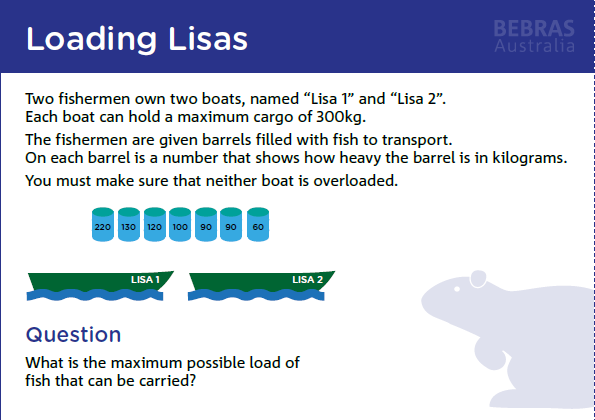 Loading Lisas
BEBRAS
Australia
Two fishermen own two boats, named “Lisa 1” and “Lisa 2”.
Each boat can hold a maximum cargo of 300kg.
The fishermen are given barrels filled with fish to transport.
On each barrel is a number that shows how heavy the barrel is in kilograms.
You must make sure that neither boat is overloaded.
220 130 120 100 90 90 60
LISA 1 LISA 2
Question
What is the maximum possible load of
fish that can be carried?